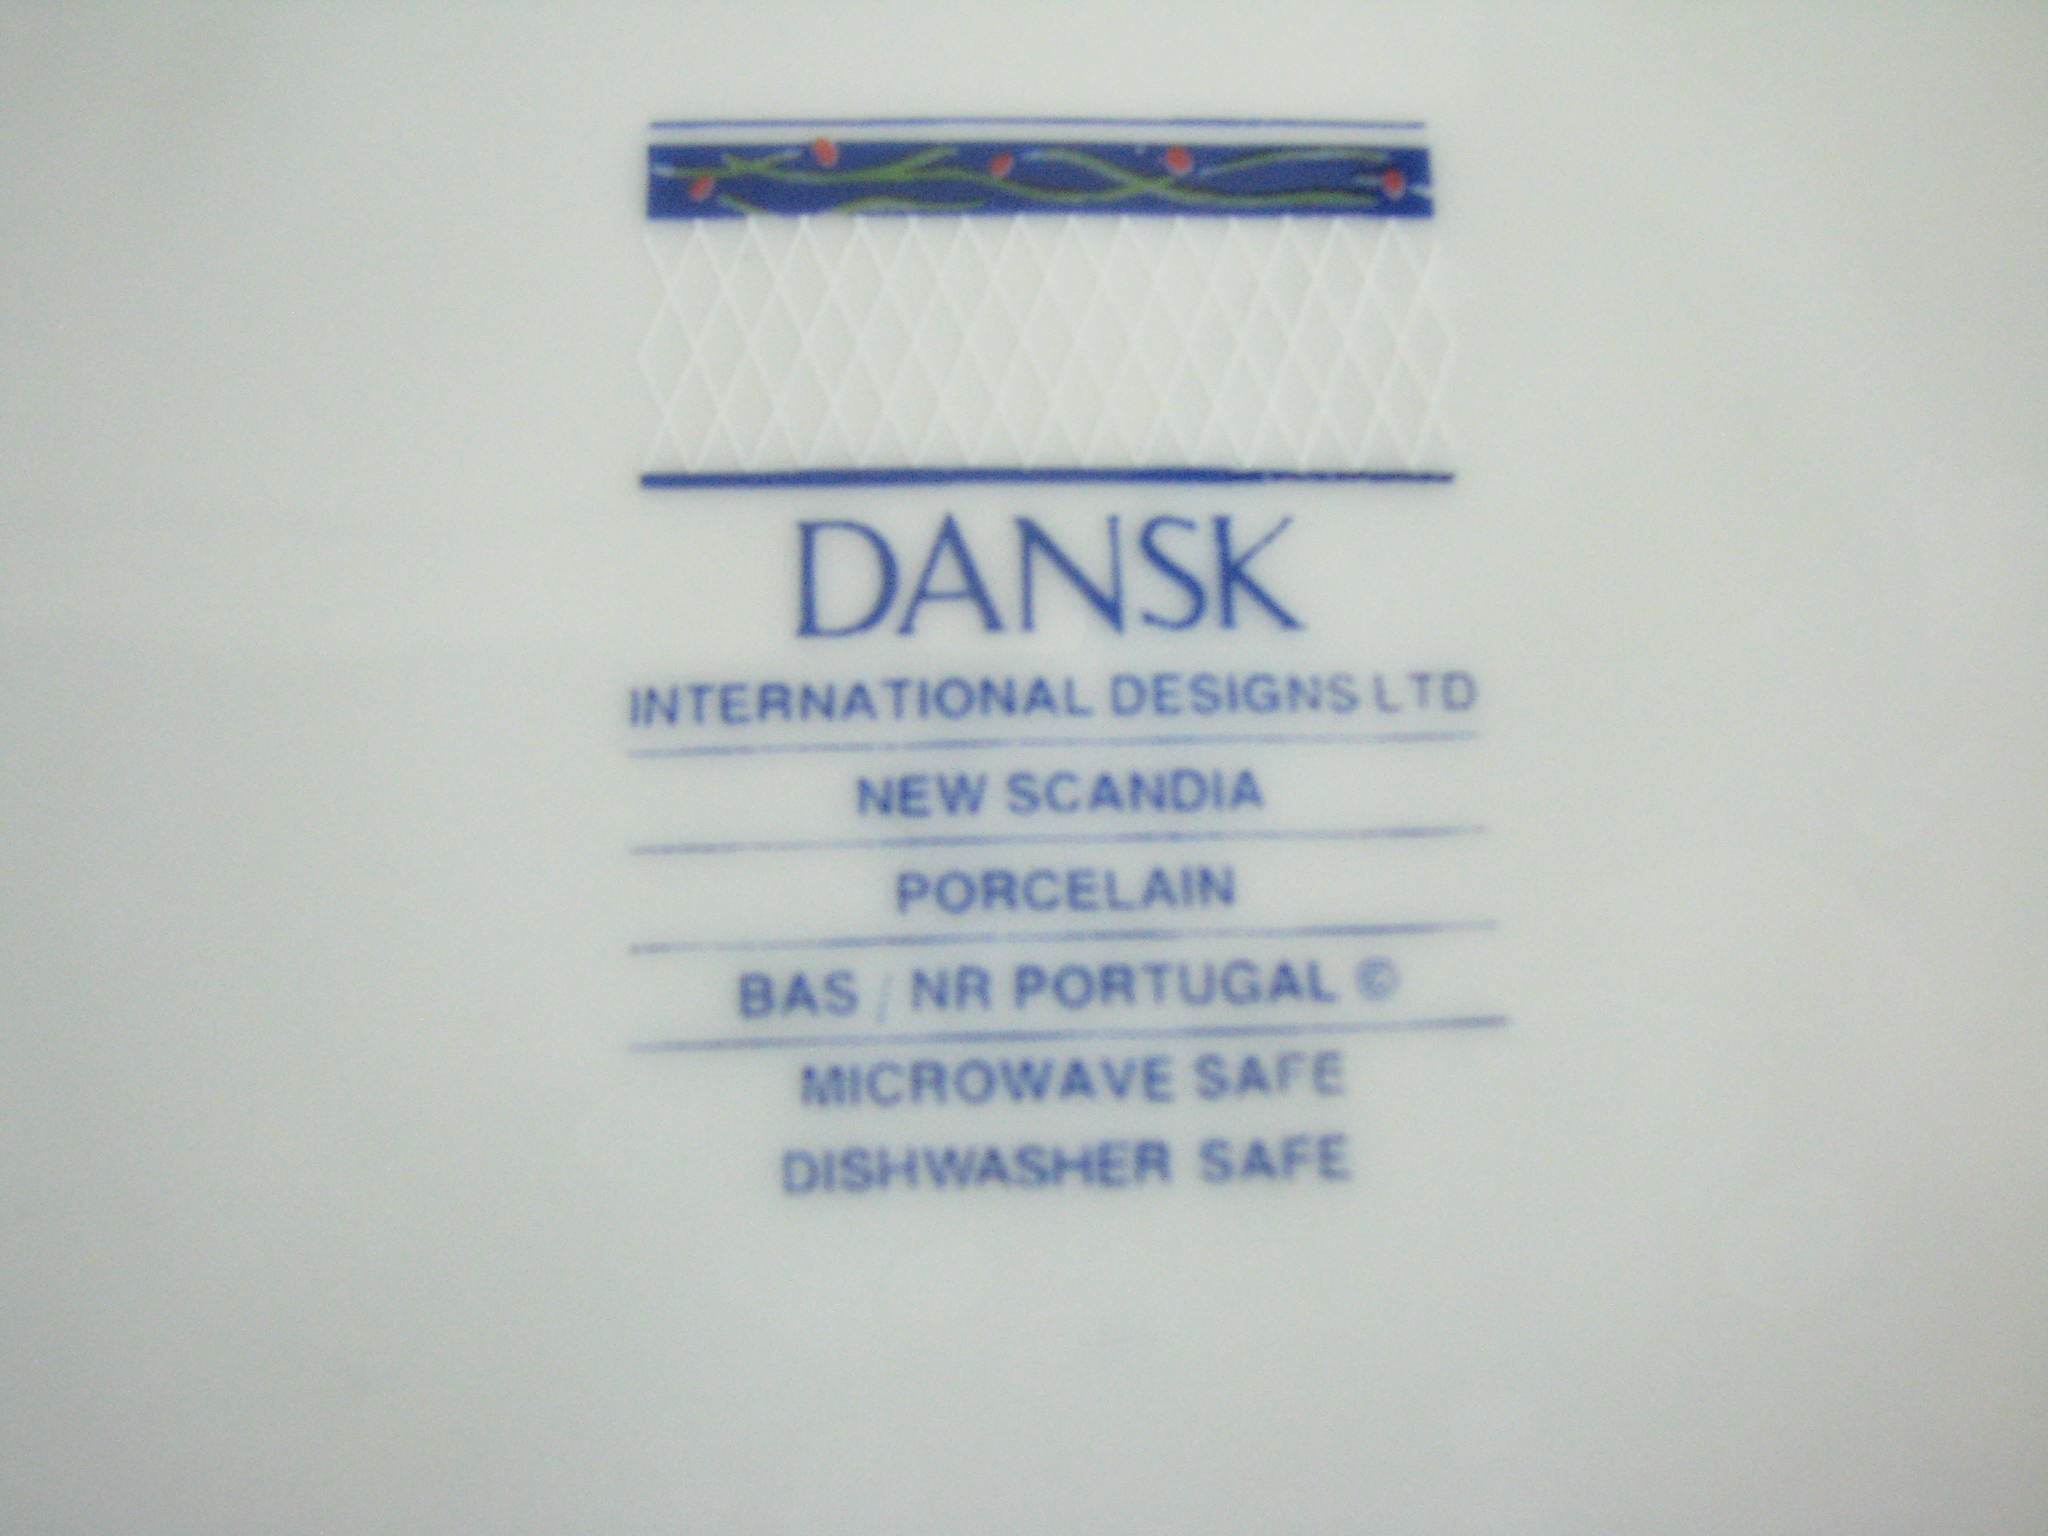 DANSK
INTERNATIONAL DESIGNS LTD
NEW SCANDIA
PORCELAIN
BAS / NR PORTUGAL ©
MICROWAVE SAFE
DISHWASHER SAFE